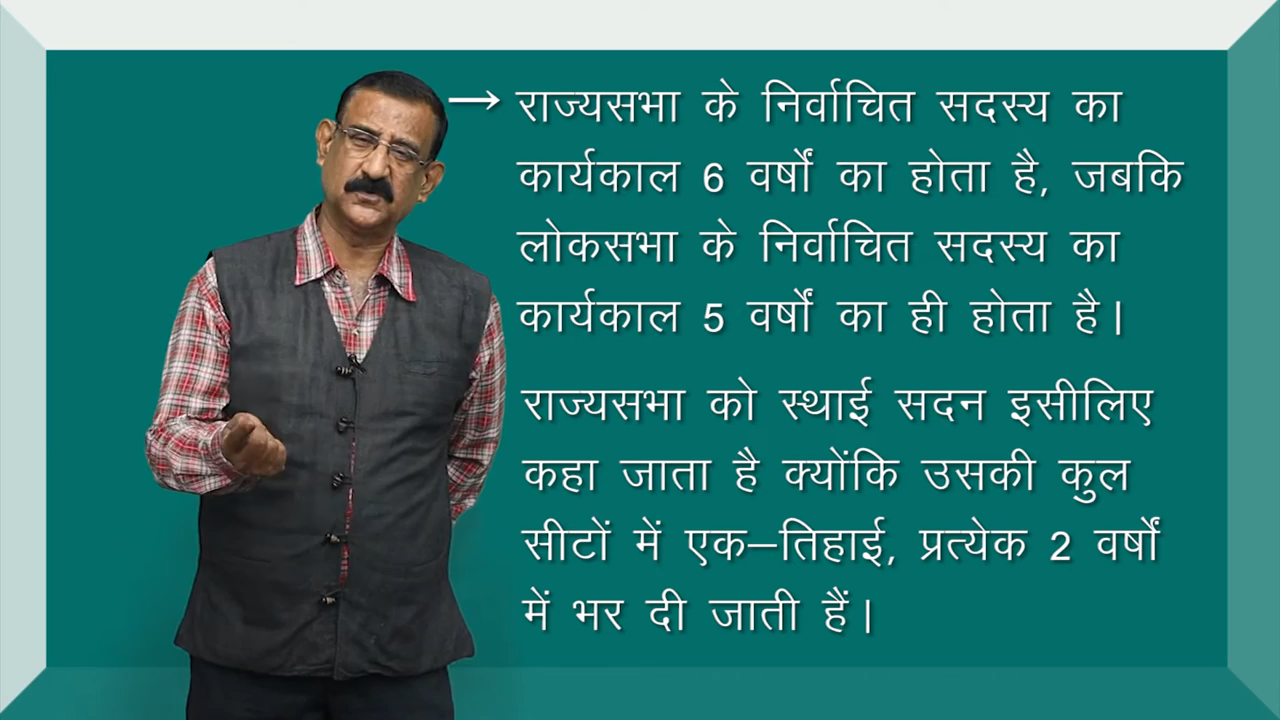 → राज्यसभा के निर्वाचित सदस्य का
कार्यकाल 6 वर्षों का होता है, जबकि
लोकसभा के निर्वाचित सदस्य का
कार्यकाल 5 वर्षों का ही होता है।
राज्यसभा को स्थाई सदन इसीलिए
कहा जाता है क्योंकि उसकी कुल
सीटों में एक–तिहाई, प्रत्येक 2 वर्षों
में भर दी जाती हैं।